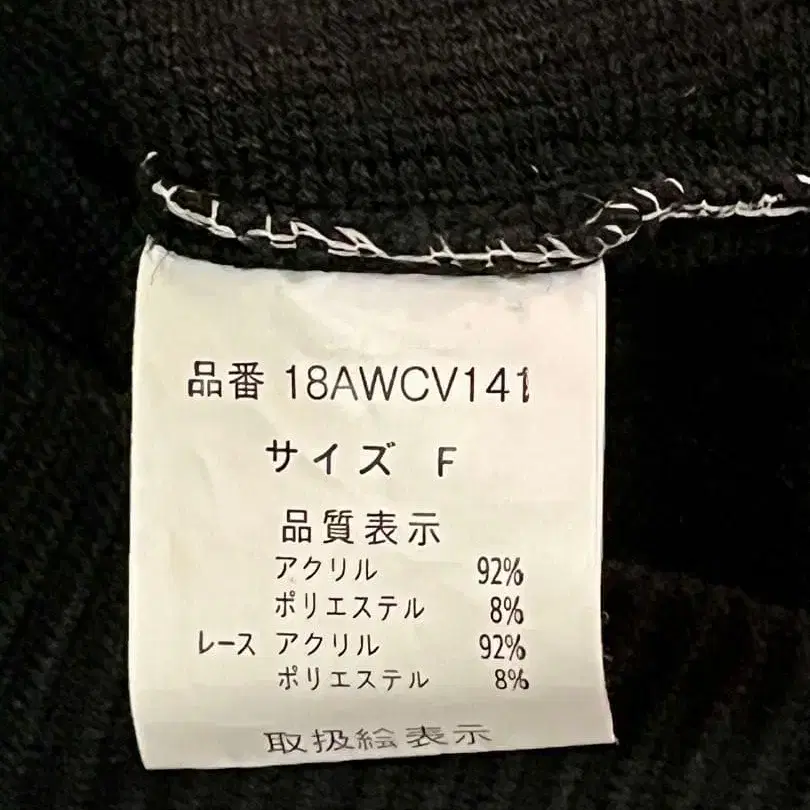 品番 18AWCV141
サイズ F
品質表示
アクリル 92%
ポリエステル 8%
レース アクリル 92%
ポリエステル 8%
取扱絵表示